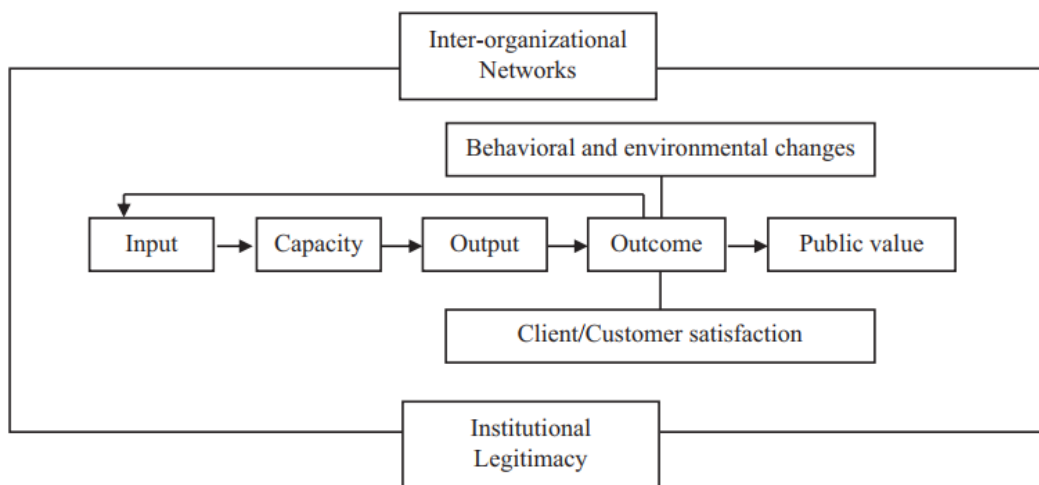 Inter-organizational
Networks
Behavioral and environmental changes
Input
Capacity
Output
Outcome
Public value
Client/Customer satisfaction
Institutional
Legitimacy